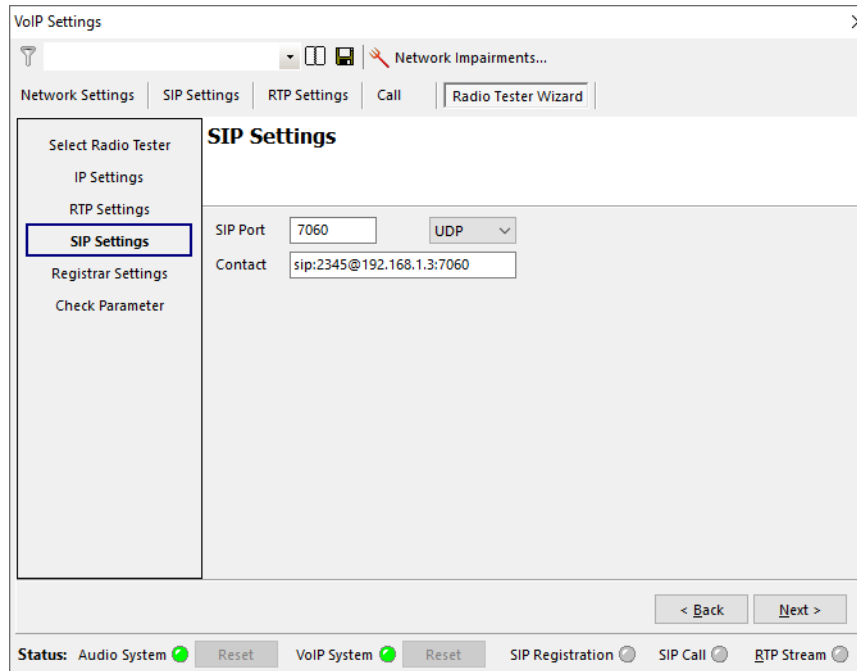 VoIP Settings
Network Impairments...
Network Settings SIP Settings RTP Settings Call Radio Tester Wizard
Select Radio Tester
IP Settings
RTP Settings
SIP Settings
Registrar Settings
Check Parameter
SIP Settings
SIP Port 7060 UDP
Contact sip:2345@192.168.1.3:7060
< Back Next >
Status: Audio System Reset VoIP System Reset SIP Registration SIP Call RTP Stream